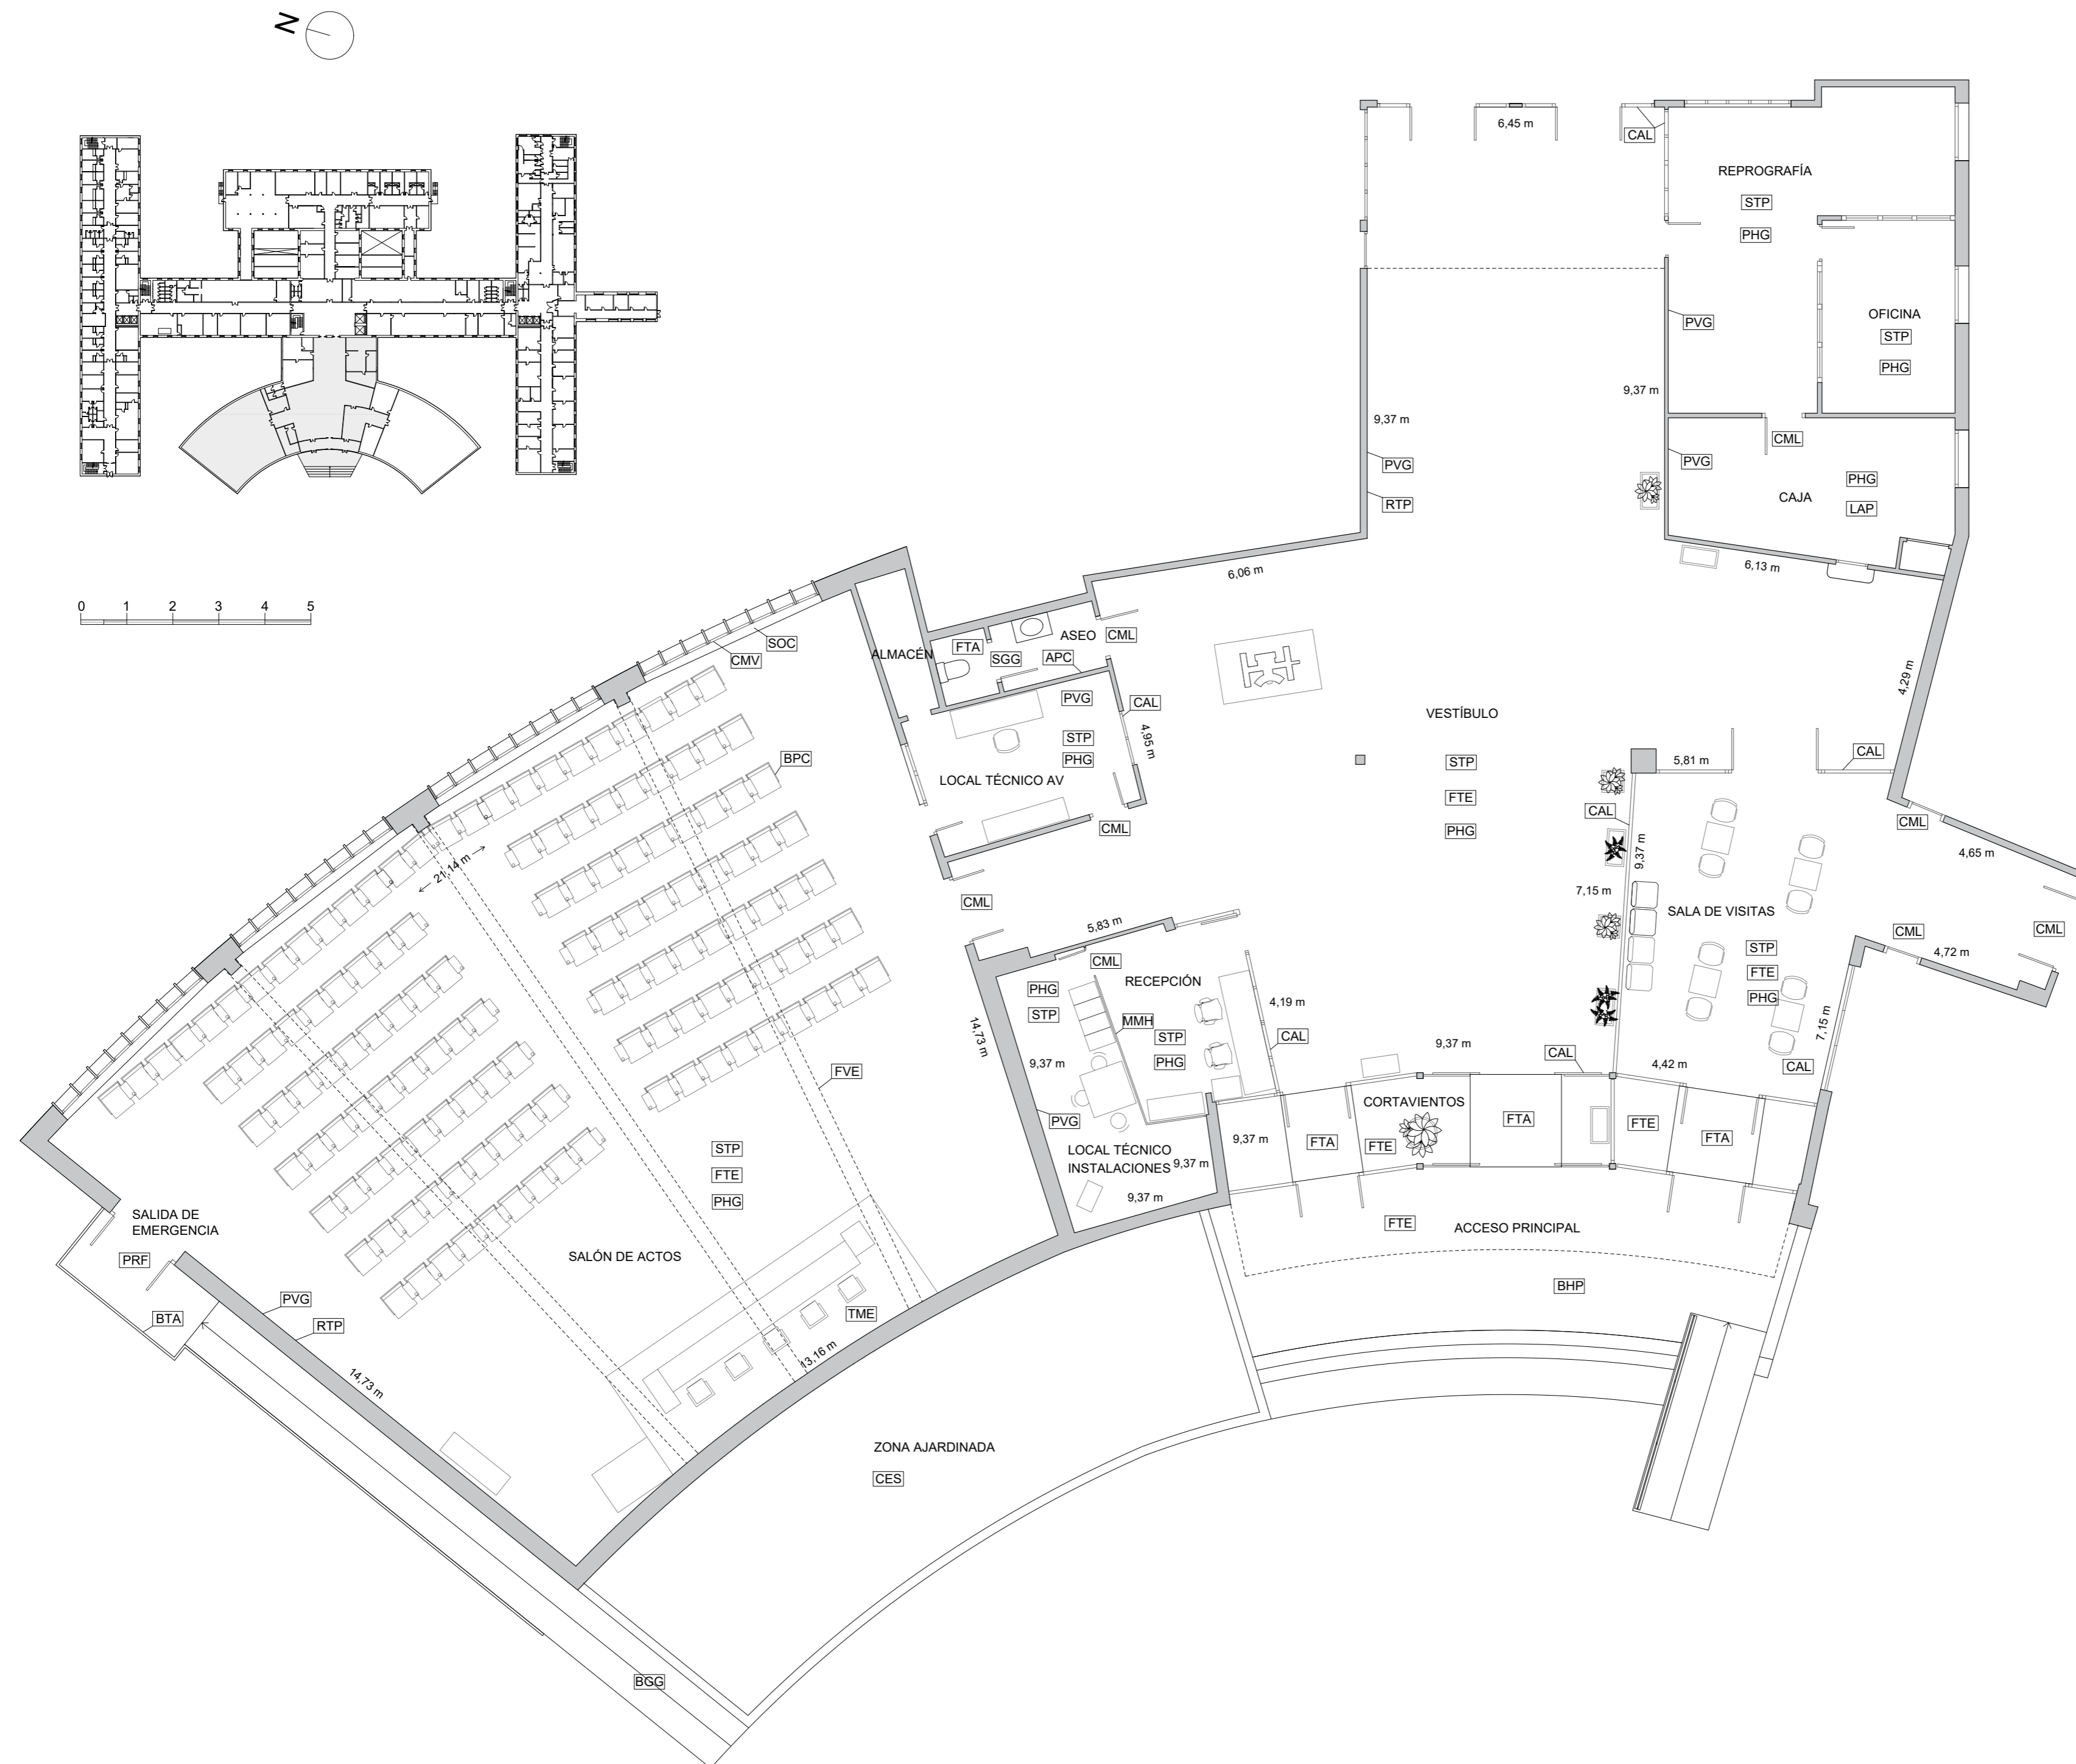 N
6,45 m
CAL
REPROGRAFÍA
STP
PHG
OFICINA
PVG
STP
PHG
9,37 m
9,37 m
CML
PVG
PVG
PHG
CAJA
RTP
LAP
6,06 m
6,13 m
0 1 2 3 4 5
SOC
CMV
ALMACÉN
FTA
SGG
ASEO
CML
APC
4,29 m
PVG
CAL
4,95 m
VESTÍBULO
STP
PHG
BPC
LOCAL TÉCNICO AV
STP
FTE
PHG
5,81 m
CAL
CAL
CML
CML
21,14 m
9,37 m
4,65 m
7,15 m
CML
SALA DE VISITAS
5,83 m
CML
CML
4,72 m
STP
FTE
PHG
CML
RECEPCIÓN
PHG
STP
4,19 m
MMH
STP
PHG
14,73 m
9,37 m
CAL
9,37 m
CAL
4,42 m
CAL
7,15 m
FVE
PVG
CORTAVIENTOS
FTA
FTE
FTA
FTE
FTA
9,37 m
LOCAL TÉCNICO
INSTALACIONES
9,37 m
9,37 m
STP
FTE
PHG
SALIDA DE
EMERGENCIA
PRF
SALÓN DE ACTOS
FTE
ACCESO PRINCIPAL
BHP
PVG
BTA
RTP
TME
13,16 m
14,73 m
ZONA AJARDINADA
CES
BGG